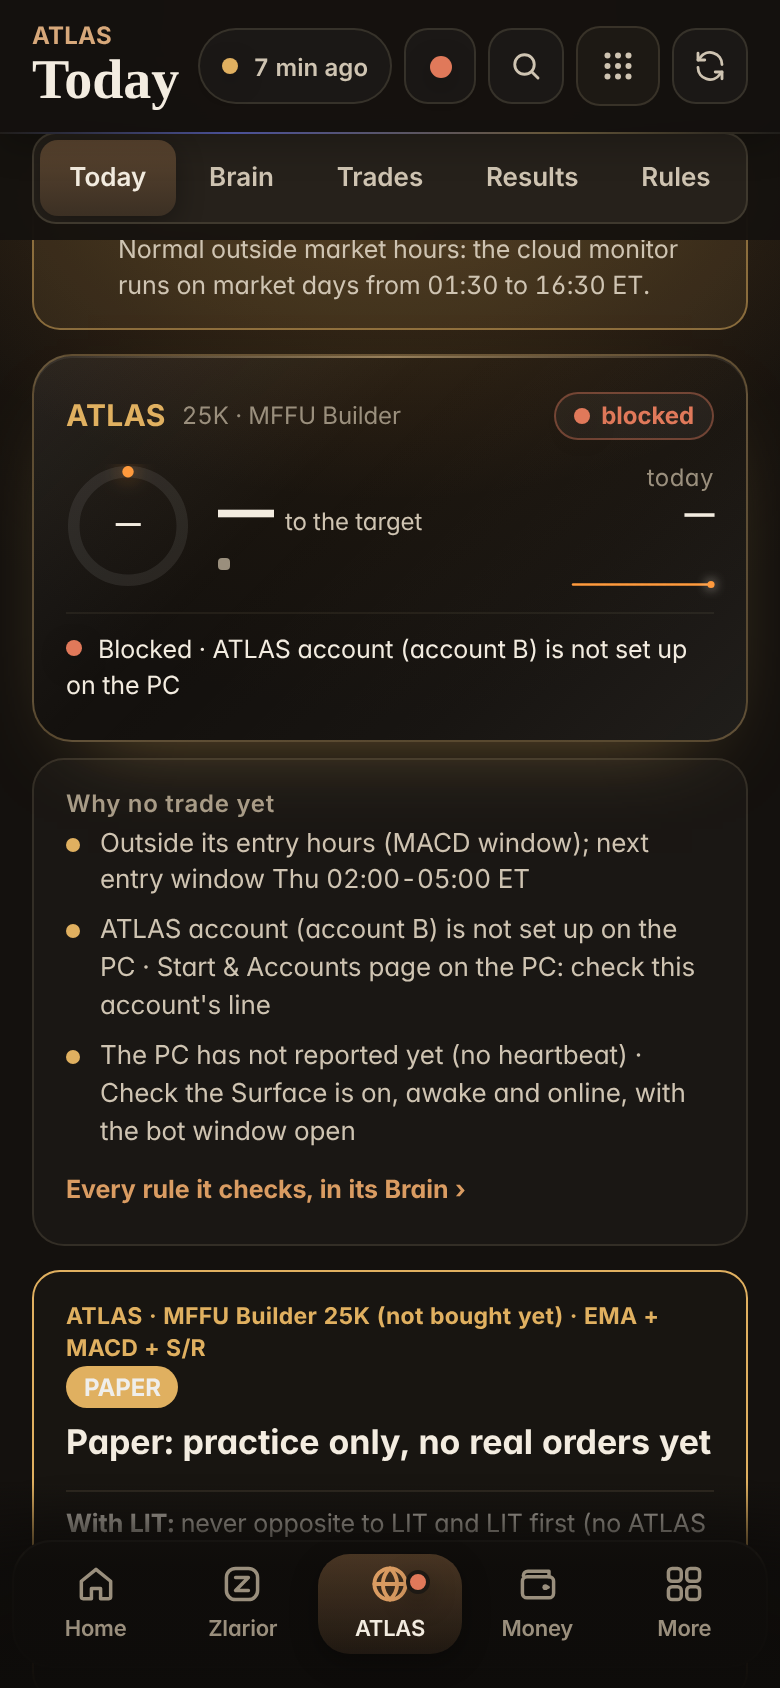 ATLAS
Today
7 min ago
Today Brain Trades Results Rules
Normal outside market hours: the cloud monitor
runs on market days from 01:30 to 16:30 ET.
ATLAS 25K · MFFU Builder blocked
today
— — to the target —
Blocked · ATLAS account (account B) is not set up
on the PC
Why no trade yet
Outside its entry hours (MACD window); next
entry window Thu 02:00-05:00 ET
ATLAS account (account B) is not set up on the
PC · Start & Accounts page on the PC: check this
account's line
The PC has not reported yet (no heartbeat) ·
Check the Surface is on, awake and online, with
the bot window open
Every rule it checks, in its Brain ›
ATLAS · MFFU Builder 25K (not bought yet) · EMA +
MACD + S/R
PAPER
Paper: practice only, no real orders yet
With LIT: never opposite to LIT and LIT first (no ATLAS
Home Zlarior ATLAS Money More